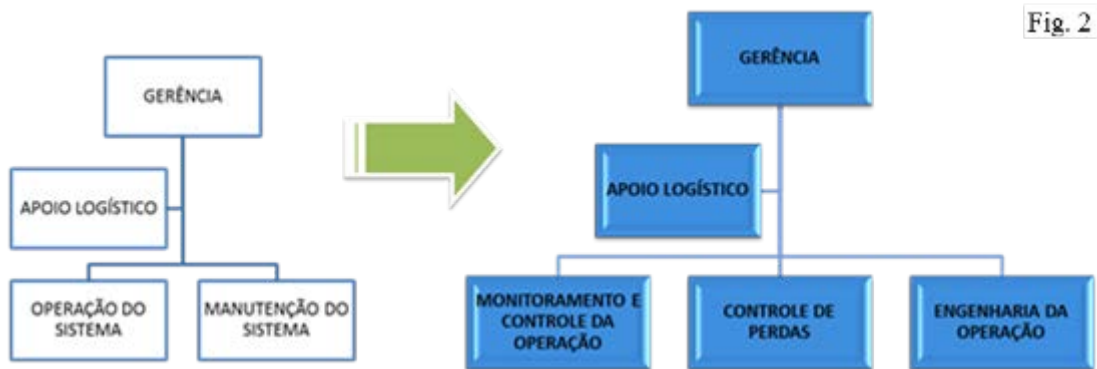 Fig. 2
GERÊNCIA
APOIO LOGÍSTICO
OPERAÇÃO DO
SISTEMA
MANUTENÇÃO DO
SISTEMA
GERÊNCIA
APOIO LOGÍSTICO
MONITORAMENTO E
CONTROLE DA
OPERAÇÃO
CONTROLE DE
PERDAS
ENGENHARIA DA
OPERAÇÃO